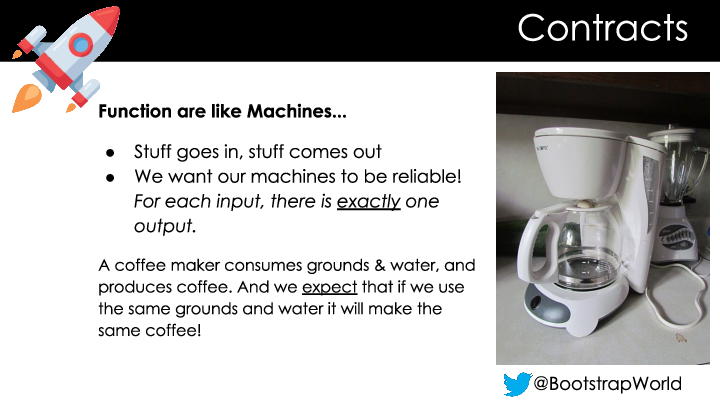 Contracts
Function are like Machines...
● Stuff goes in, stuff comes out
● We want our machines to be reliable!
For each input, there is exactly one
output.
A coffee maker consumes grounds & water, and
produces coffee. And we expect that if we use
the same grounds and water it will make the
same coffee!
@BootstrapWorld